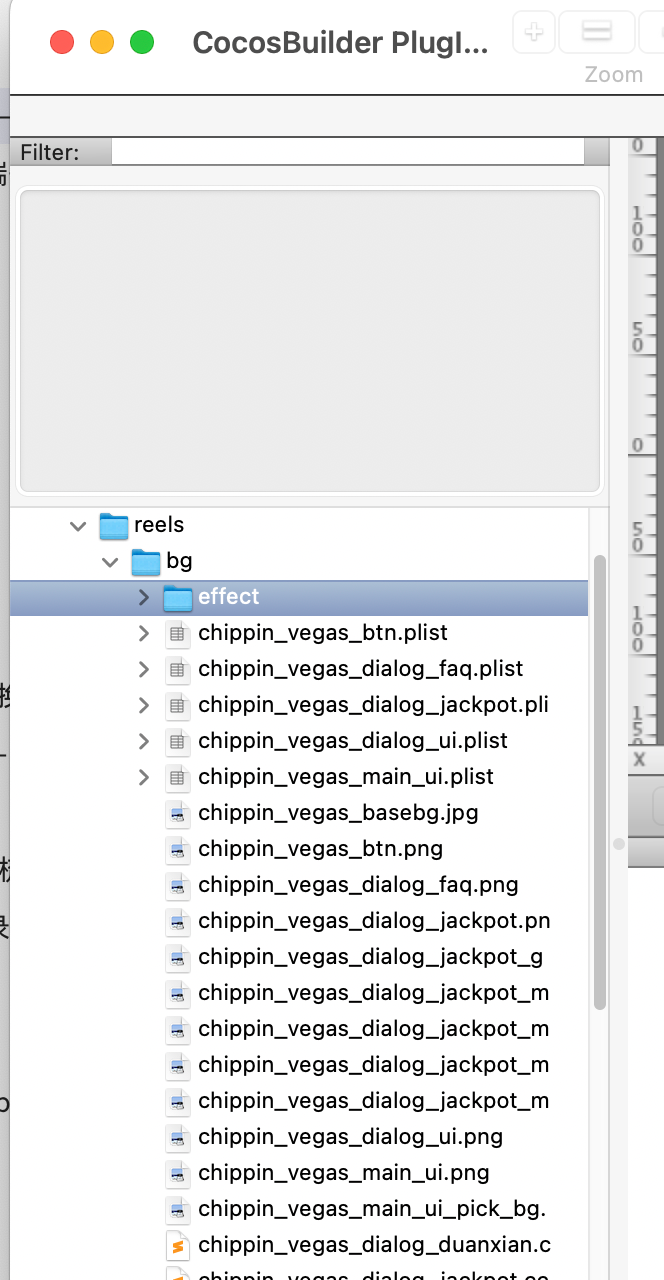 CocosBuilder PlugI...
Zoom
Filter:
0
100
50
0
50
100
150
X
reels
bg
effect
chippin_vegas_btn.plist
chippin_vegas_dialog_faq.plist
chippin_vegas_dialog_jackpot.pli
chippin_vegas_dialog_ui.plist
chippin_vegas_main_ui.plist
chippin_vegas_basebg.jpg
chippin_vegas_btn.png
chippin_vegas_dialog_faq.png
chippin_vegas_dialog_jackpot.pn
chippin_vegas_dialog_jackpot_g
chippin_vegas_dialog_jackpot_m
chippin_vegas_dialog_jackpot_m
chippin_vegas_dialog_jackpot_m
chippin_vegas_dialog_jackpot_m
chippin_vegas_dialog_ui.png
chippin_vegas_main_ui.png
chippin_vegas_main_ui_pick_bg.
chippin_vegas_dialog_duanxian.c